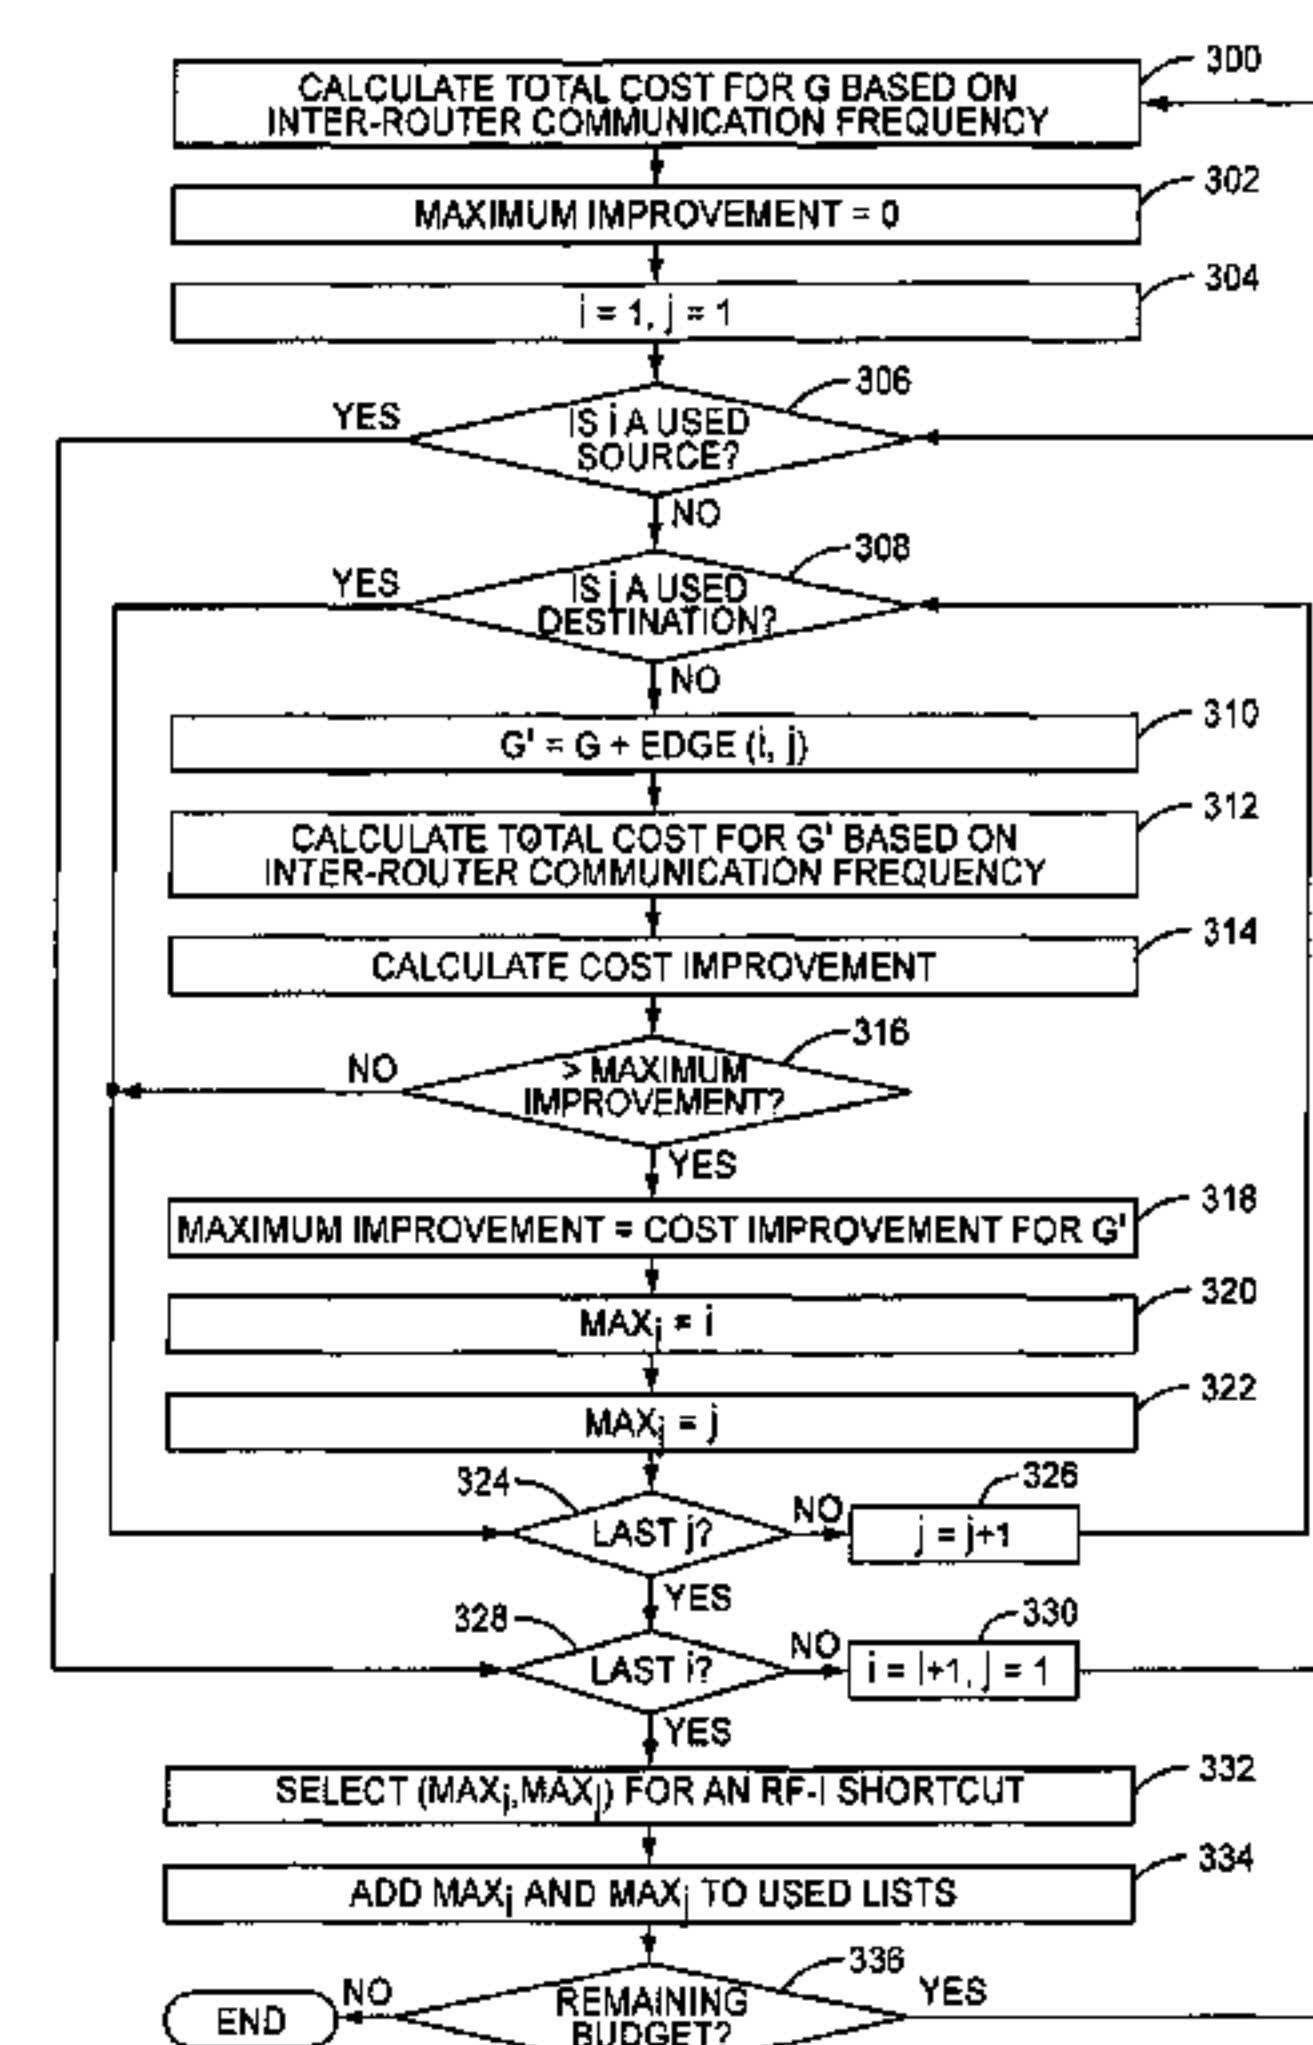 300
CALCULATE TOTAL COST FOR G BASED ON
INTER-ROUTER COMMUNICATION FREQUENCY
302
MAXIMUM IMPROVEMENT = 0
304
i = 1, j = 1
306
YES
IS i A USED
SOURCE?
NO
308
YES
IS j A USED
DESTINATION?
NO
310
G' = G + EDGE (i, j)
312
CALCULATE TOTAL COST FOR G' BASED ON
INTER-ROUTER COMMUNICATION FREQUENCY
314
CALCULATE COST IMPROVEMENT
316
NO
> MAXIMUM
IMPROVEMENT?
YES
318
MAXIMUM IMPROVEMENT = COST IMPROVEMENT FOR G'
320
MAXi = i
322
MAXj = j
324
LAST j?
NO
326
j = j+1
YES
328
LAST i?
NO
330
i = i+1, j = 1
YES
332
SELECT (MAXi,MAXj) FOR AN RF-I SHORTCUT
334
ADD MAXi AND MAXj TO USED LISTS
336
END
NO
REMAINING
BUDGET?
YES